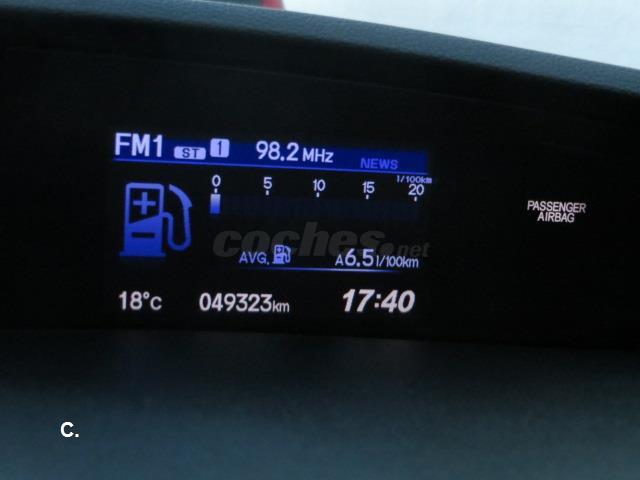 FM1 ST 1 98.2 MHz
NEWS
l/100km
0 5 10 15 20
PASSENGER
AIRBAG
coches.net
AVG. A6.5 l/100km
18°C 049323km 17:40
C.